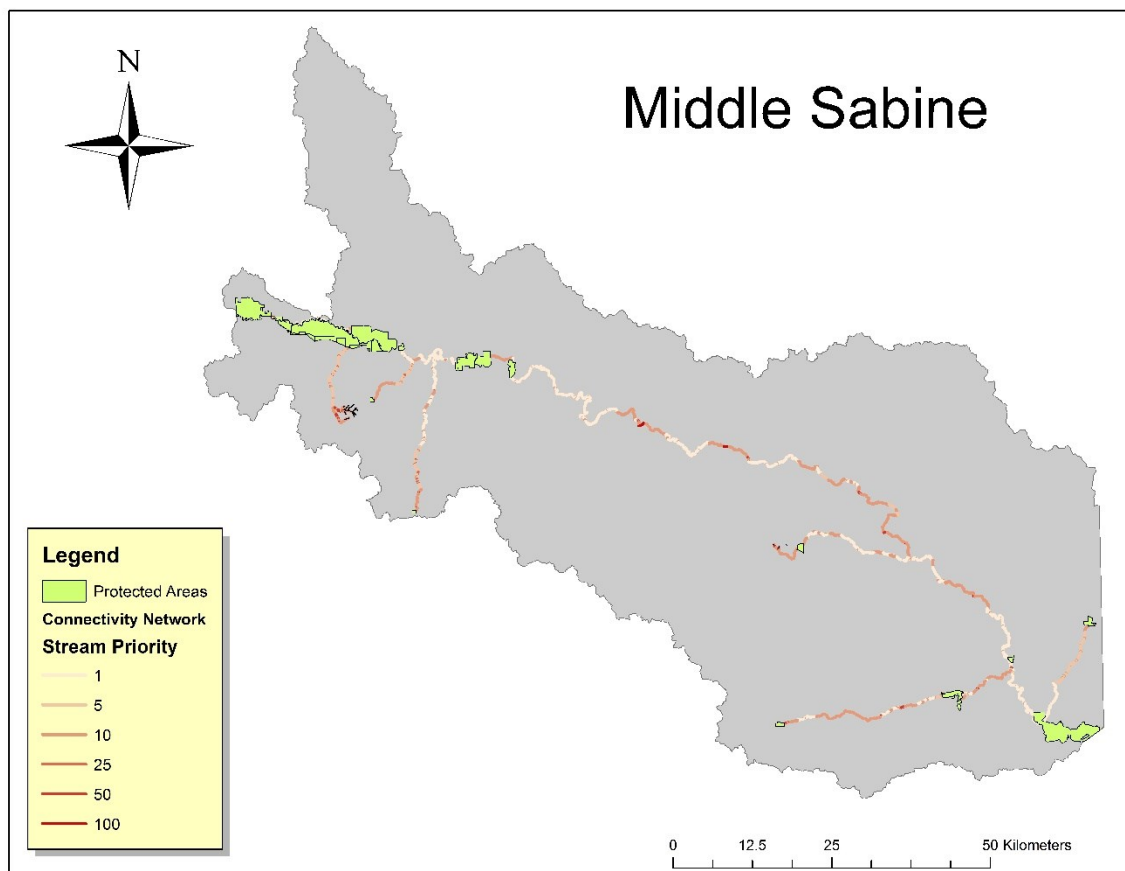 N
Middle Sabine
Legend
Protected Areas
Connectivity Network
Stream Priority
1
5
10
25
50
100
0 12.5 25 50 Kilometers